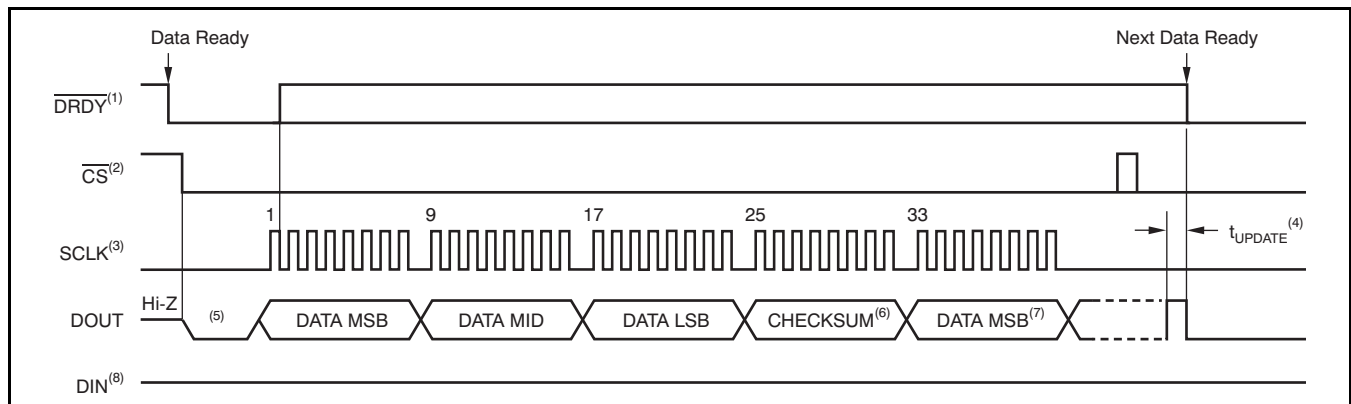 Data Ready
Next Data Ready
DRDY(1)
CS(2)
1 9 17 25 33
SCLK(3)
tUPDATE(4)
Hi-Z
DOUT
(5)
DATA MSB
DATA MID
DATA LSB
CHECKSUM(6)
DATA MSB(7)
DIN(8)